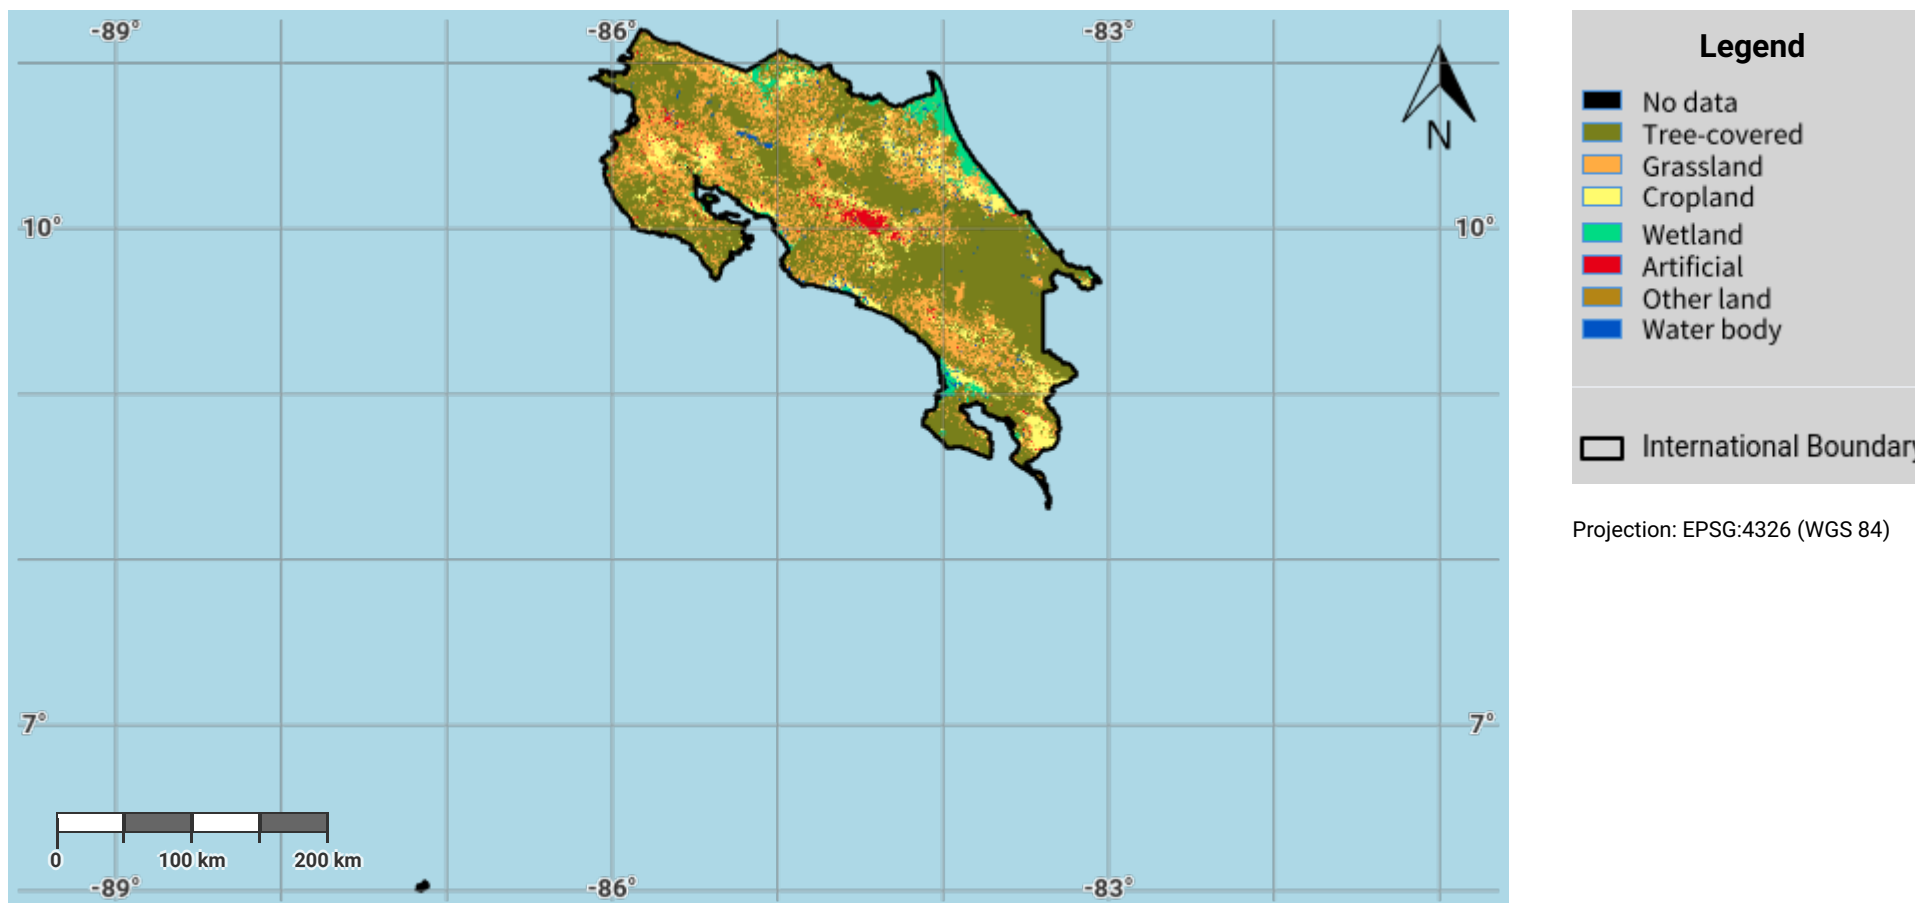 -89° -86° -83°
10° 10°
7° 7°
0 100 km 200 km
-89° -86° -83°
N
Legend
No data
Tree-covered
Grassland
Cropland
Wetland
Artificial
Other land
Water body
International Boundary
Projection: EPSG:4326 (WGS 84)